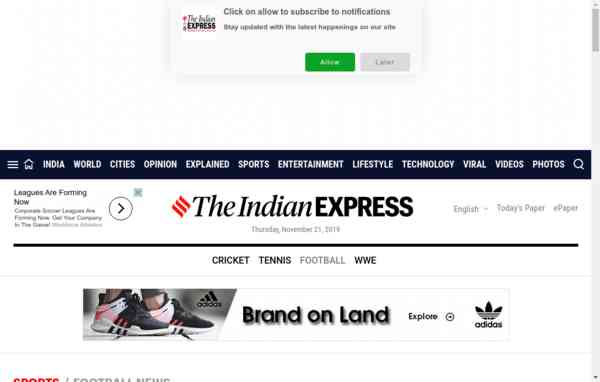 Click on allow to subscribe to notifications
Stay updated with the latest happenings on our site
The Indian EXPRESS
Allow
Later
INDIA WORLD CITIES OPINION EXPLAINED SPORTS ENTERTAINMENT LIFESTYLE TECHNOLOGY VIRAL VIDEOS PHOTOS
Leagues Are Forming
Now
Corporate Soccer Leagues Are
Forming Now. Get Your Company
In The Game! Workforce Athletics
The Indian EXPRESS
Thursday, November 21, 2019
English Today's Paper ePaper
CRICKET TENNIS FOOTBALL WWE
adidas
Brand on Land
Explore
adidas
SPORTS / FOOTBALL NEWS